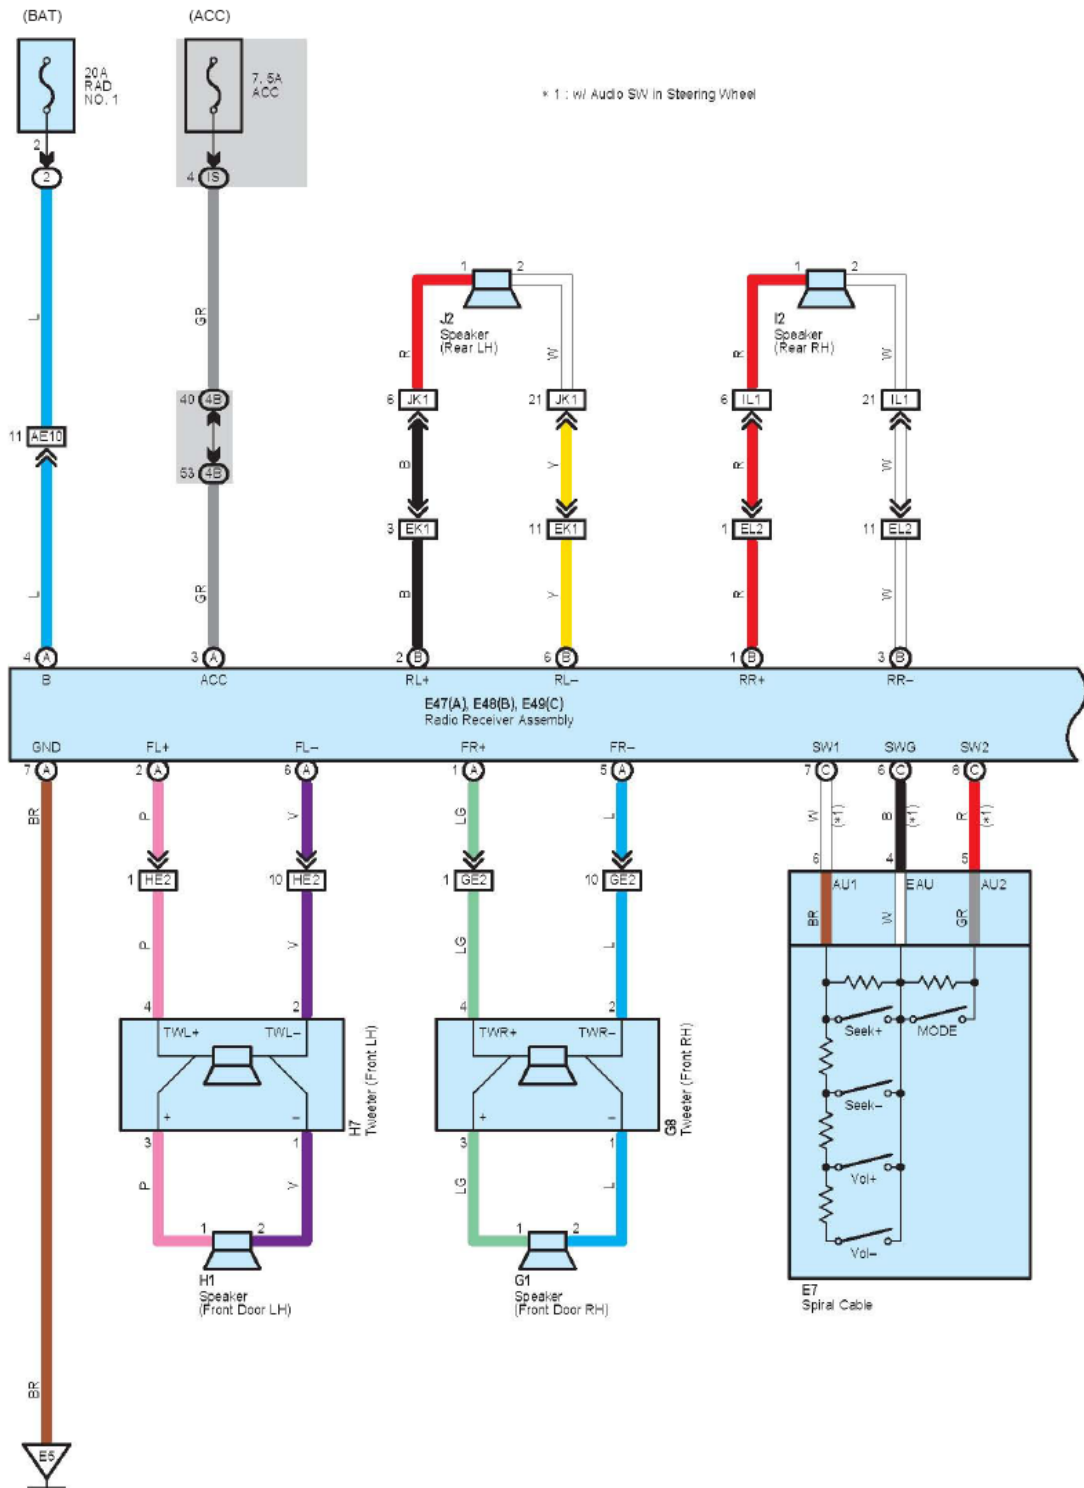 (BAT)
(ACC)
20A
RAD
NO. 1
7.5A
ACC
* 1 : w/ Audio SW in Steering Wheel
2
2
4 IS
L
GR
1 2
J2
Speaker
(Rear LH)
1 2
I2
Speaker
(Rear RH)
R
W
R
W
40 4B
6 JK1
21 JK1
6 IL1
21 IL1
11 AE10
53 4B
B
Y
R
W
3 EK1
11 EK1
1 EL2
11 EL2
L
GR
B
Y
R
W
4 A
3 A
2 B
6 B
1 B
3 B
B
ACC
RL+
RL–
RR+
RR–
E47(A), E48(B), E49(C)
Radio Receiver Assembly
GND
FL+
FL–
FR+
FR–
SW1
SWG
SW2
7 A
2 A
6 A
1 A
5 A
7 C
6 C
8 C
BR
P
V
LG
L
W
(*1)
B
(*1)
R
(*1)
1 HE2
10 HE2
1 GE2
10 GE2
6
4
5
AU1
EAU
AU2
BR
W
GR
P
V
LG
L
4
2
4
2
TWL+
TWL–
TWR+
TWR–
Seek+
MODE
+
–
+
–
H7
Tweeter (Front LH)
G8
Tweeter (Front RH)
Seek–
3
1
3
1
Vol+
P
V
LG
L
1 2
1 2
Vol–
H1
Speaker
(Front Door LH)
G1
Speaker
(Front Door RH)
E7
Spiral Cable
BR
E5